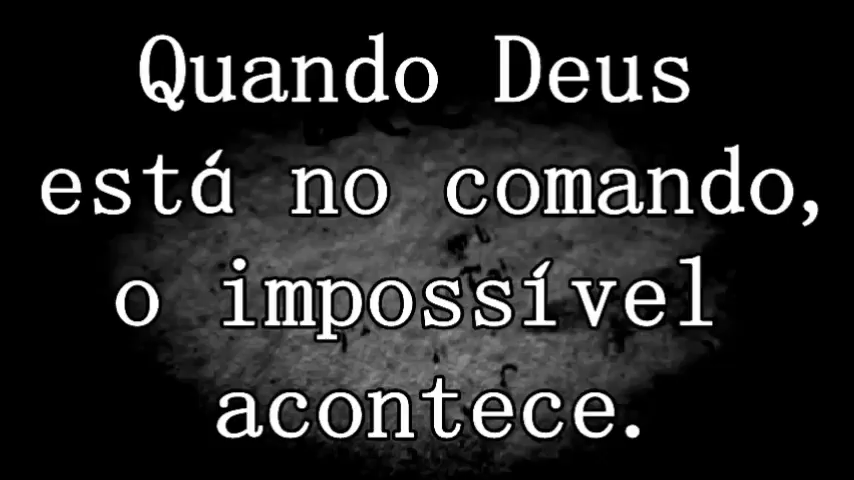 Quando Deus
está no comando,
o impossível
acontece.